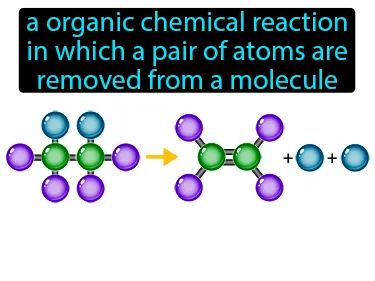 a organic chemical reaction
in which a pair of atoms are
removed from a molecule
+ +